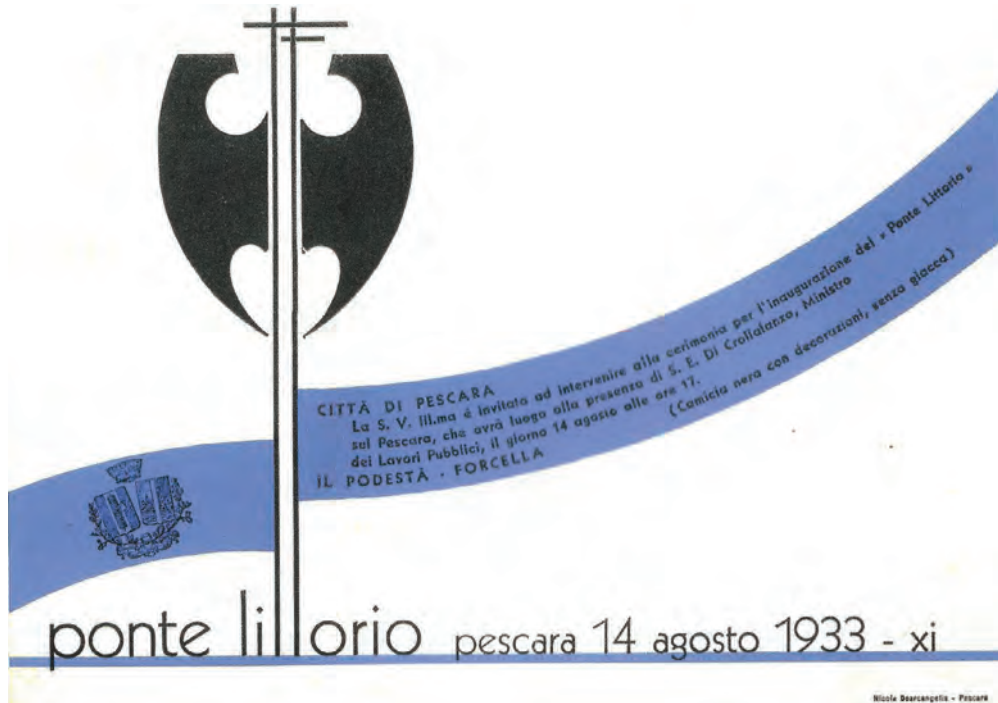 CITTÀ DI PESCARA
La S. V. Ill.ma é invitata ad intervenire alla cerimonia per l'inaugurazione del « Ponte Littorio »
sul Pescara, che avrà luogo alla presenza di S. E. Di Crollalanza, Ministro
dei Lavori Pubblici, il giorno 14 agosto alle ore 17.
(Camicia nera con decorazioni, senza giacca)
IL PODESTÀ - FORCELLA
ponte littorio pescara 14 agosto 1933 - xi
Nicola Dearcangelis - Pescara